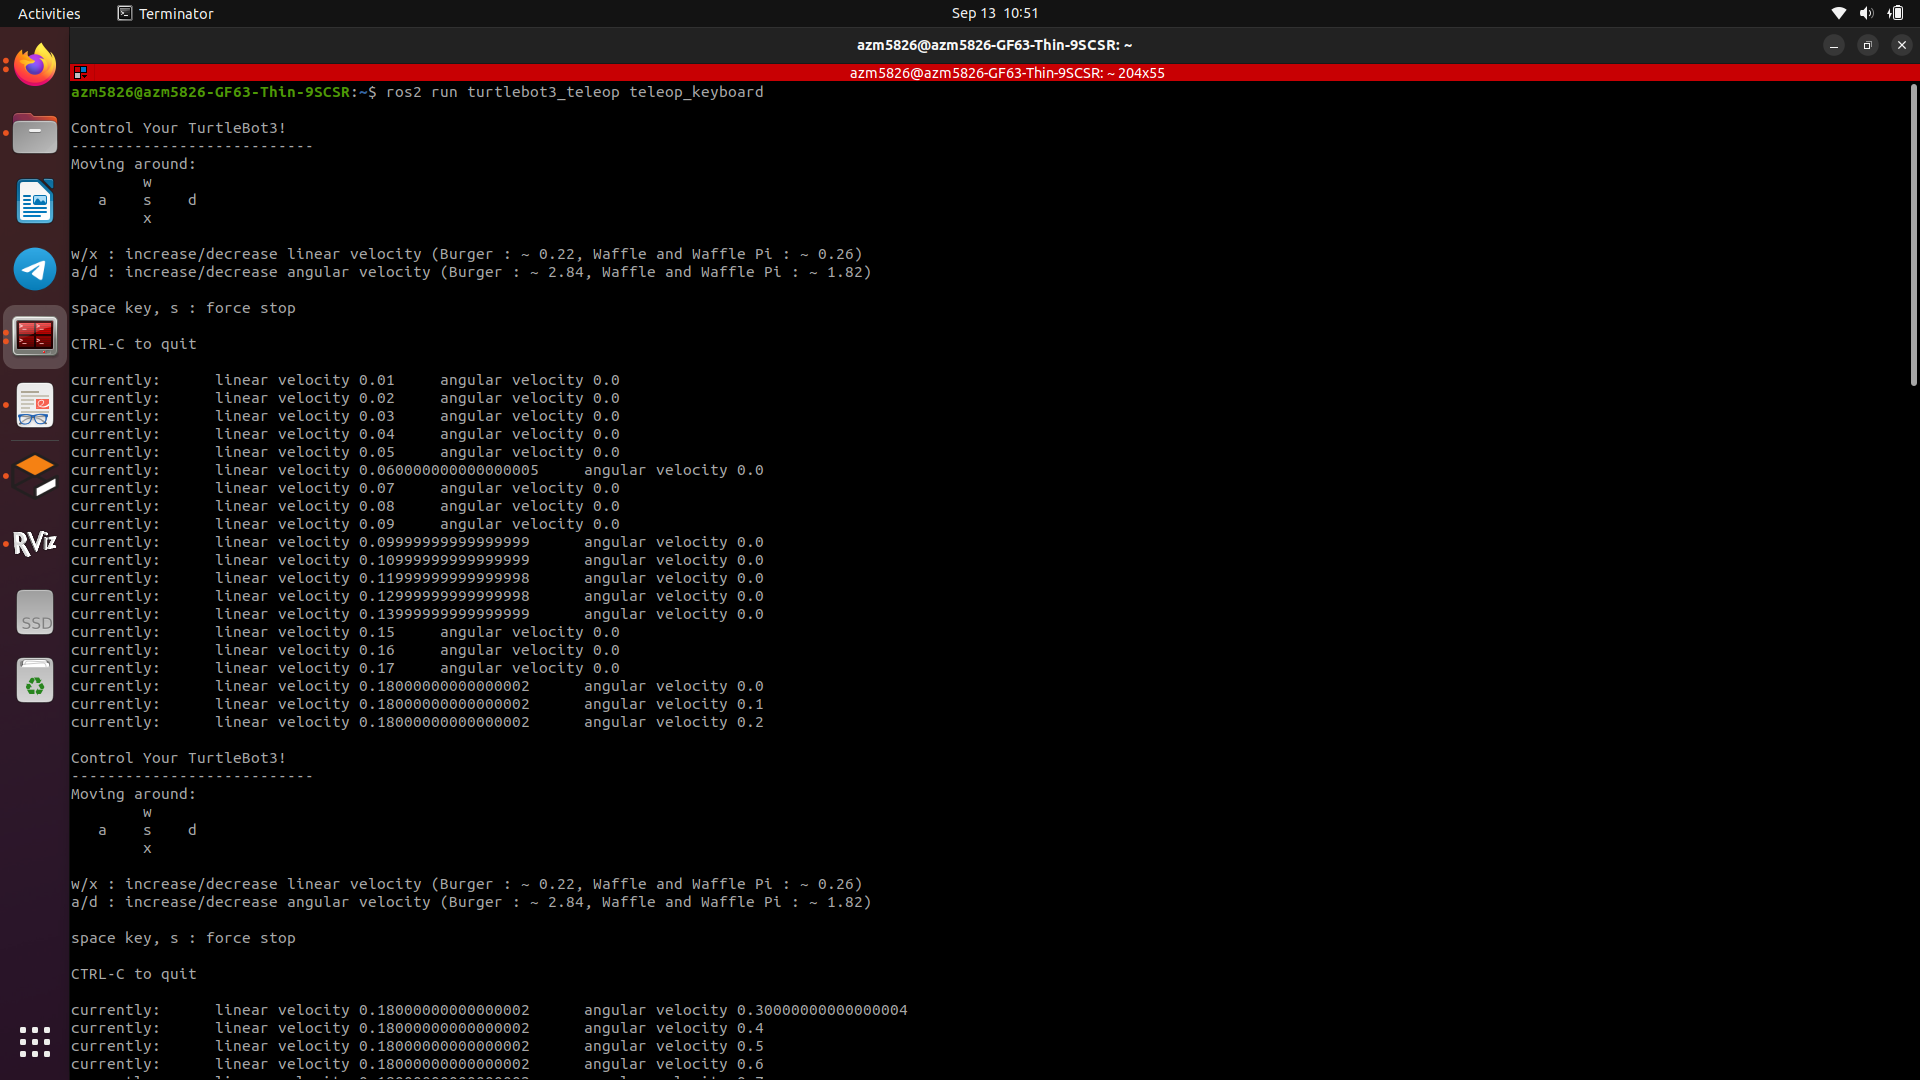 Activities
Terminator
Sep 13 10:51
azm5826@azm5826-GF63-Thin-9SCSR: ~
azm5826@azm5826-GF63-Thin-9SCSR: ~ 204x55
azm5826@azm5826-GF63-Thin-9SCSR:~$ ros2 run turtlebot3_teleop teleop_keyboard
Control Your TurtleBot3!
---------------------------
Moving around:
w
a s d
x
w/x : increase/decrease linear velocity (Burger : ~ 0.22, Waffle and Waffle Pi : ~ 0.26)
a/d : increase/decrease angular velocity (Burger : ~ 2.84, Waffle and Waffle Pi : ~ 1.82)
space key, s : force stop
CTRL-C to quit
currently: linear velocity 0.01 angular velocity 0.0
currently: linear velocity 0.02 angular velocity 0.0
currently: linear velocity 0.03 angular velocity 0.0
currently: linear velocity 0.04 angular velocity 0.0
currently: linear velocity 0.05 angular velocity 0.0
currently: linear velocity 0.060000000000000005 angular velocity 0.0
currently: linear velocity 0.07 angular velocity 0.0
currently: linear velocity 0.08 angular velocity 0.0
currently: linear velocity 0.09 angular velocity 0.0
currently: linear velocity 0.09999999999999999 angular velocity 0.0
currently: linear velocity 0.10999999999999999 angular velocity 0.0
currently: linear velocity 0.11999999999999998 angular velocity 0.0
currently: linear velocity 0.12999999999999998 angular velocity 0.0
currently: linear velocity 0.13999999999999999 angular velocity 0.0
currently: linear velocity 0.15 angular velocity 0.0
currently: linear velocity 0.16 angular velocity 0.0
currently: linear velocity 0.17 angular velocity 0.0
currently: linear velocity 0.18000000000000002 angular velocity 0.0
currently: linear velocity 0.18000000000000002 angular velocity 0.1
currently: linear velocity 0.18000000000000002 angular velocity 0.2
Control Your TurtleBot3!
---------------------------
Moving around:
w
a s d
x
w/x : increase/decrease linear velocity (Burger : ~ 0.22, Waffle and Waffle Pi : ~ 0.26)
a/d : increase/decrease angular velocity (Burger : ~ 2.84, Waffle and Waffle Pi : ~ 1.82)
space key, s : force stop
CTRL-C to quit
currently: linear velocity 0.18000000000000002 angular velocity 0.30000000000000004
currently: linear velocity 0.18000000000000002 angular velocity 0.4
currently: linear velocity 0.18000000000000002 angular velocity 0.5
currently: linear velocity 0.18000000000000002 angular velocity 0.6
RViz
SSD